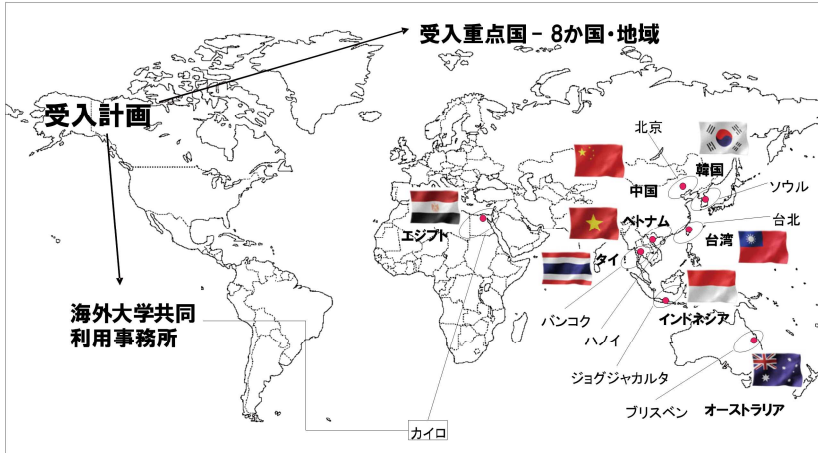 受入重点国－8か国・地域
受入計画
北京
韓国
中国
ソウル
エジプト
ベトナム
台北
台湾
タイ
海外大学共同
利用事務所
バンコク
ハノイ
インドネシア
ジョグジャカルタ
ブリスベン
オーストラリア
カイロ